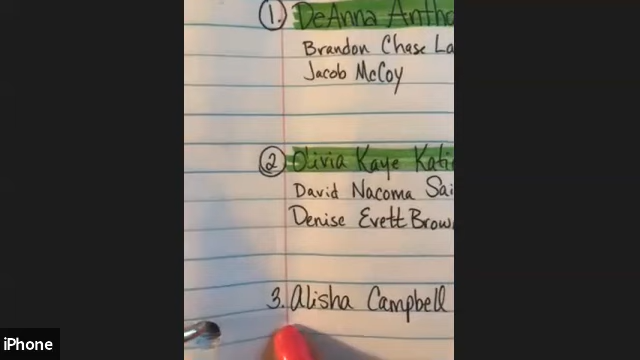 1. DeAnna
Brandon Chase
Jacob McCoy
2 Olivia Kaye
David Nacoma
Denise Evett
3. Alisha Campbell
iPhone